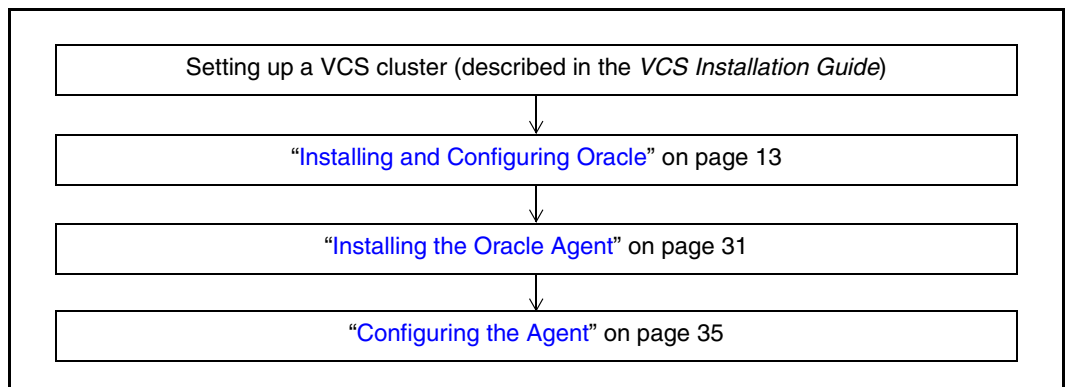 Setting up a VCS cluster (described in the VCS Installation Guide)
“Installing and Configuring Oracle” on page 13
“Installing the Oracle Agent” on page 31
“Configuring the Agent” on page 35